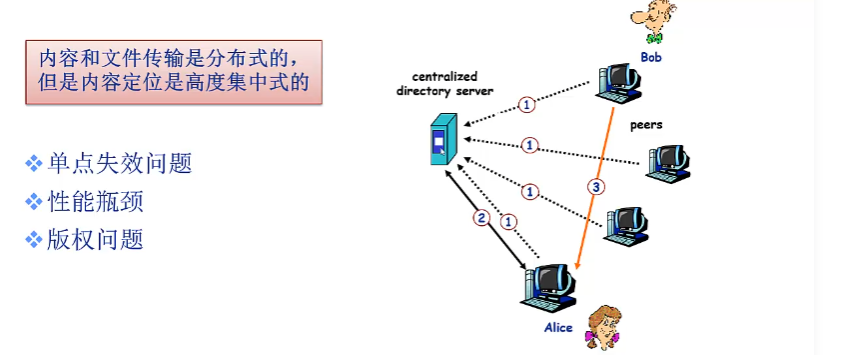 内容和文件传输是分布式的，
但是内容定位是高度集中式的
❖单点失效问题
❖性能瓶颈
❖版权问题
Bob
centralized
directory server
1
peers
1
3
1
2
1
Alice